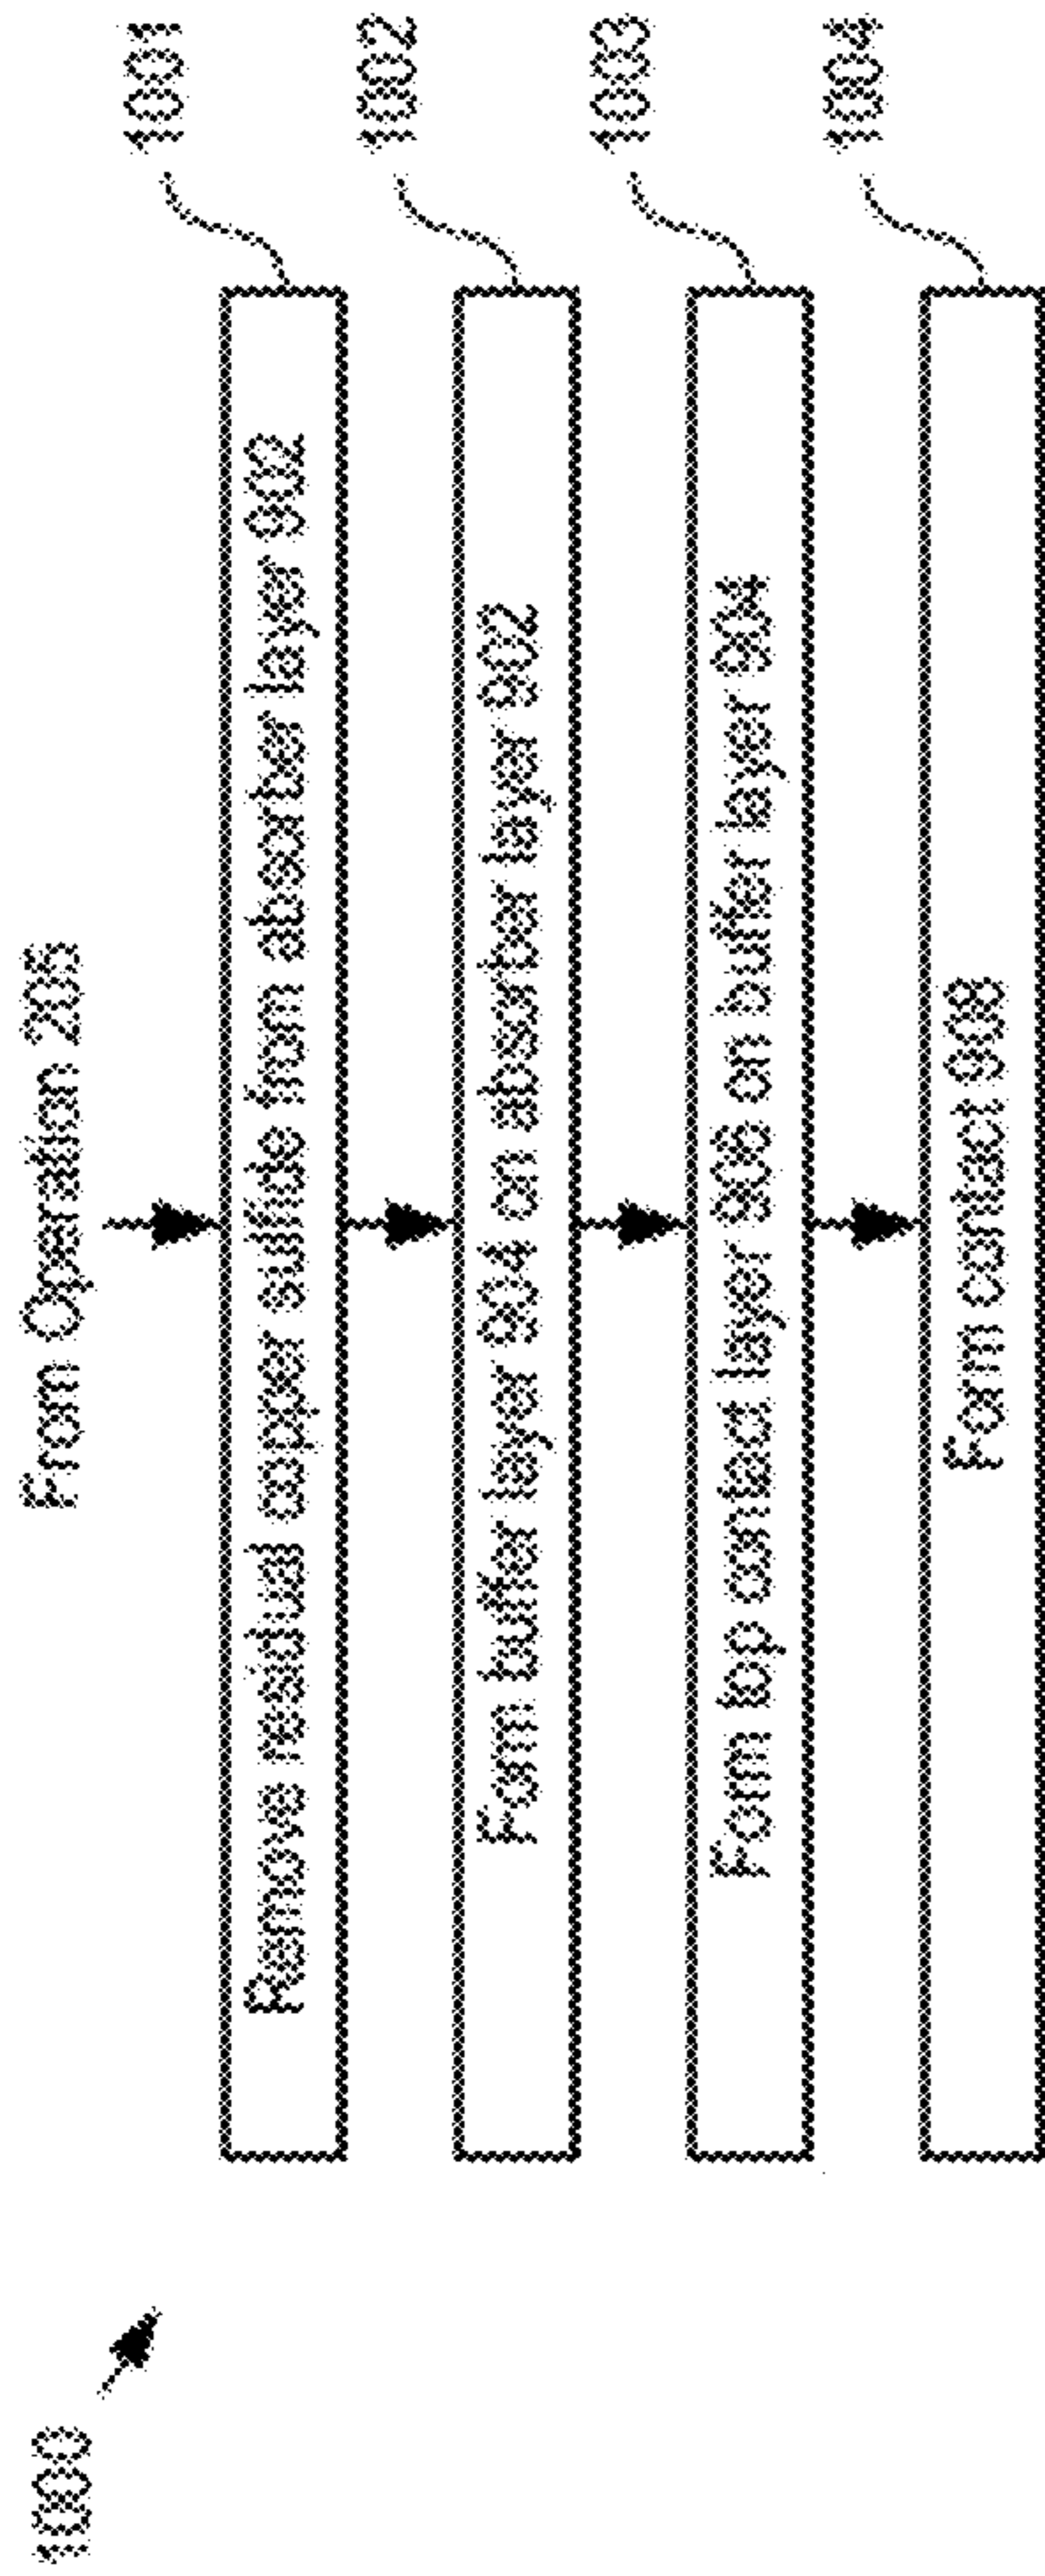 1000
From Operation 205
Remove residual copper sulfide from absorber layer 902
1001
Form buffer layer 904 on absorber layer 902
1002
Form top contact layer 906 on buffer layer 904
1003
Form contact 908
1004